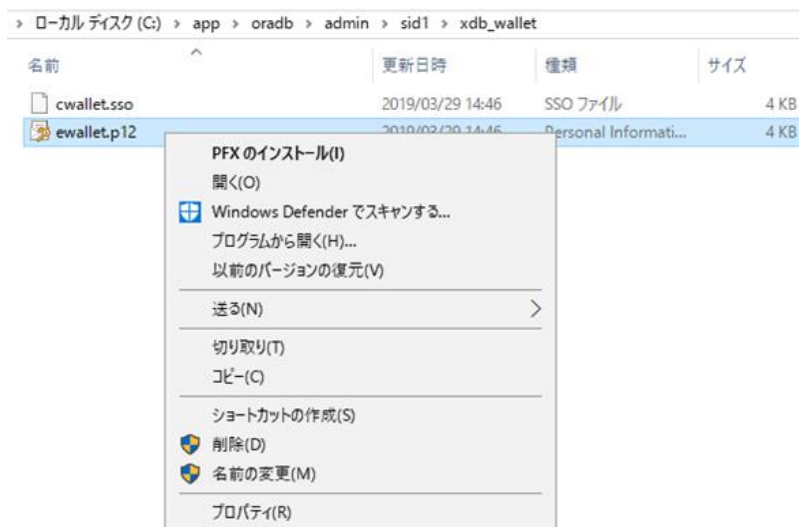 › ローカル ディスク (C:) › app › oradb › admin › sid1 › xdb_wallet
名前 更新日時 種類 サイズ
cwallet.sso 2019/03/29 14:46 SSO ファイル 4 KB
ewallet.p12 2019/03/29 14:46 Personal Informati... 4 KB
PFX のインストール(I)
開く(O)
Windows Defender でスキャンする...
プログラムから開く(H)...
以前のバージョンの復元(V)
送る(N)
切り取り(T)
コピー(C)
ショートカットの作成(S)
削除(D)
名前の変更(M)
プロパティ(R)